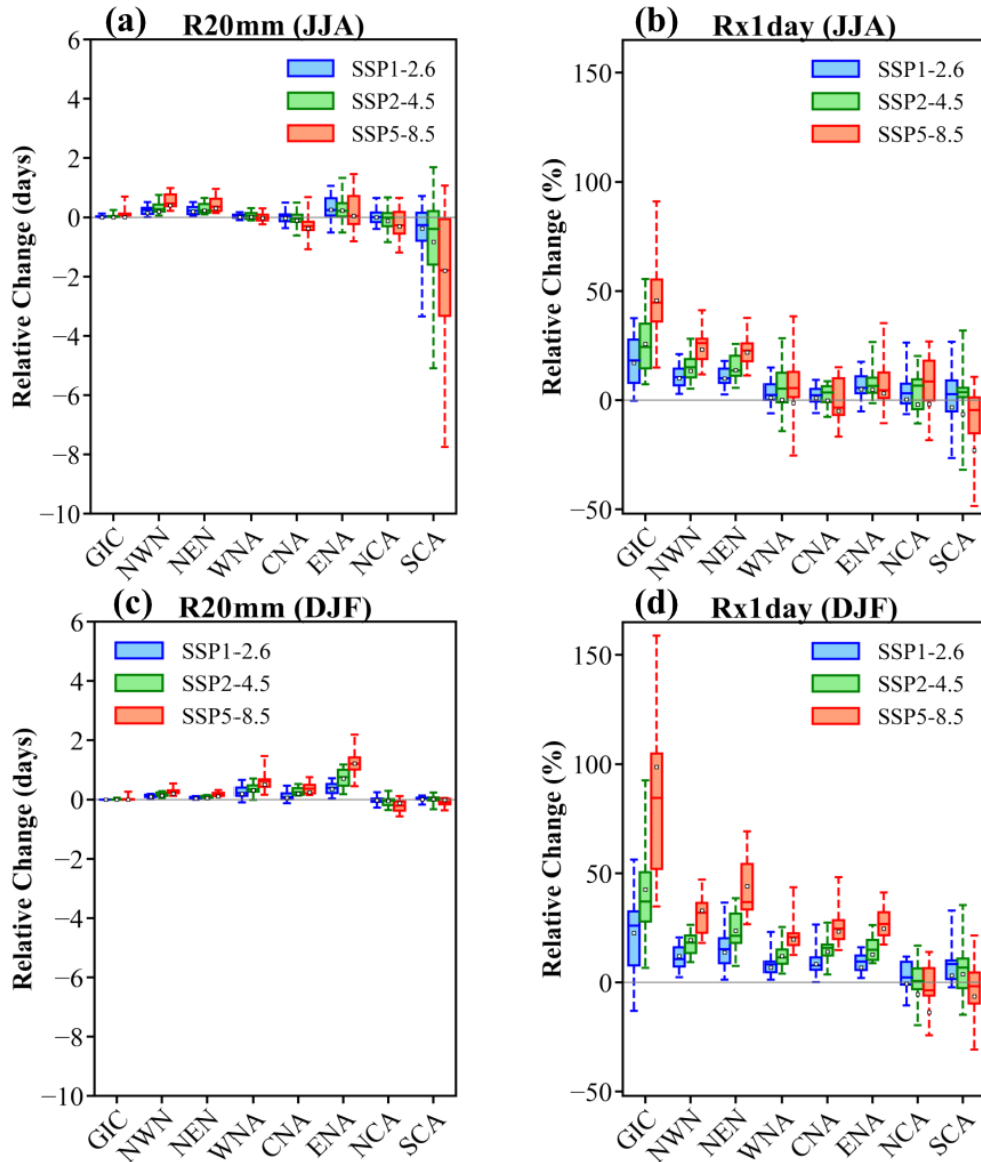 (a) R20mm (JJA)
6
4
2
0
−2
−4
−6
−8
−10
Relative Change (days)
SSP1-2.6
SSP2-4.5
SSP5-8.5
GIC NWN NEN WNA CNA ENA NCA SCA
(b) Rx1day (JJA)
150
100
50
0
−50
Relative Change (%)
SSP1-2.6
SSP2-4.5
SSP5-8.5
GIC NWN NEN WNA CNA ENA NCA SCA
(c) R20mm (DJF)
6
4
2
0
−2
−4
−6
−8
−10
Relative Change (days)
SSP1-2.6
SSP2-4.5
SSP5-8.5
GIC NWN NEN WNA CNA ENA NCA SCA
(d) Rx1day (DJF)
150
100
50
0
−50
Relative Change (%)
SSP1-2.6
SSP2-4.5
SSP5-8.5
GIC NWN NEN WNA CNA ENA NCA SCA